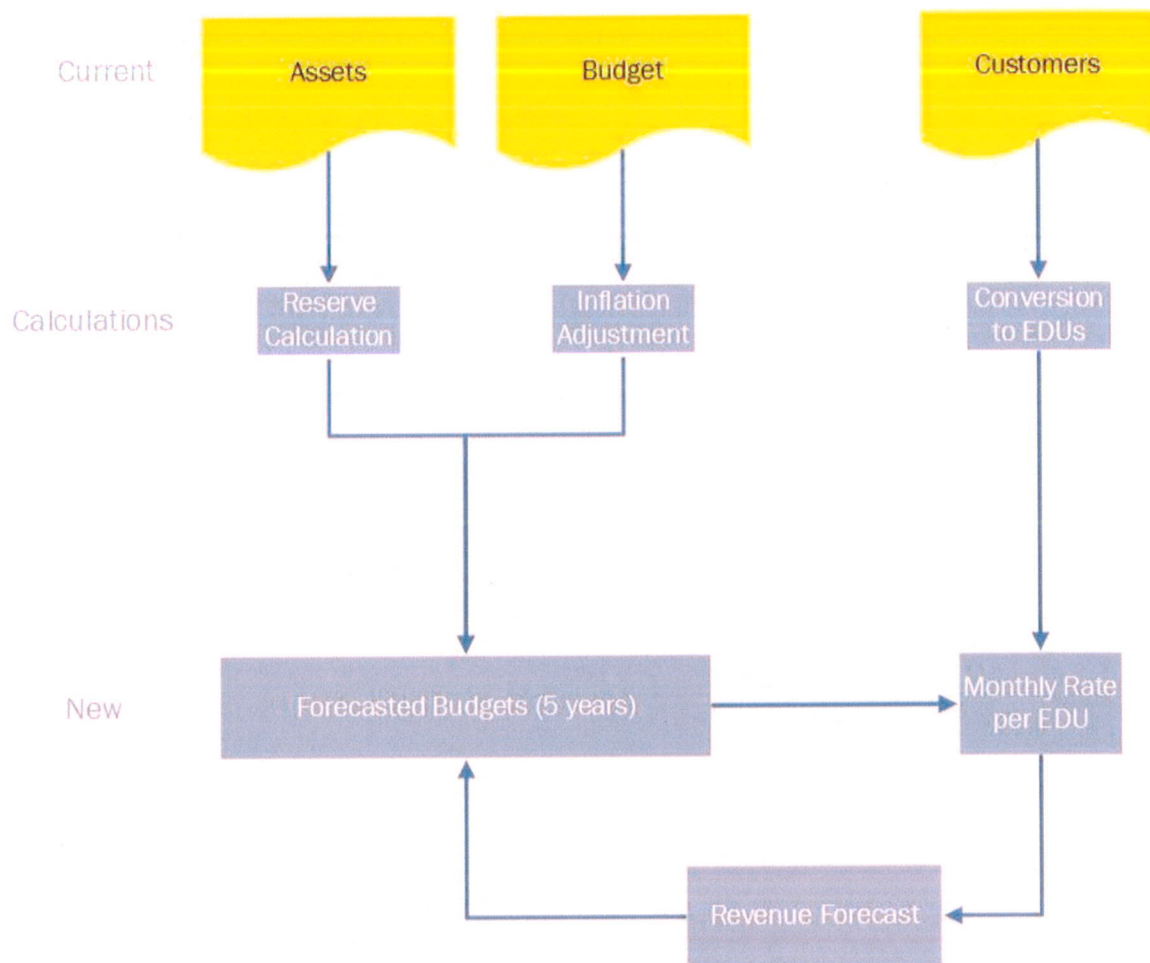 Current
Assets
Budget
Customers
Calculations
Reserve
Calculation
Inflation
Adjustment
Conversion
to EDUs
New
Forecasted Budgets (5 years)
Monthly Rate
per EDU
Revenue Forecast